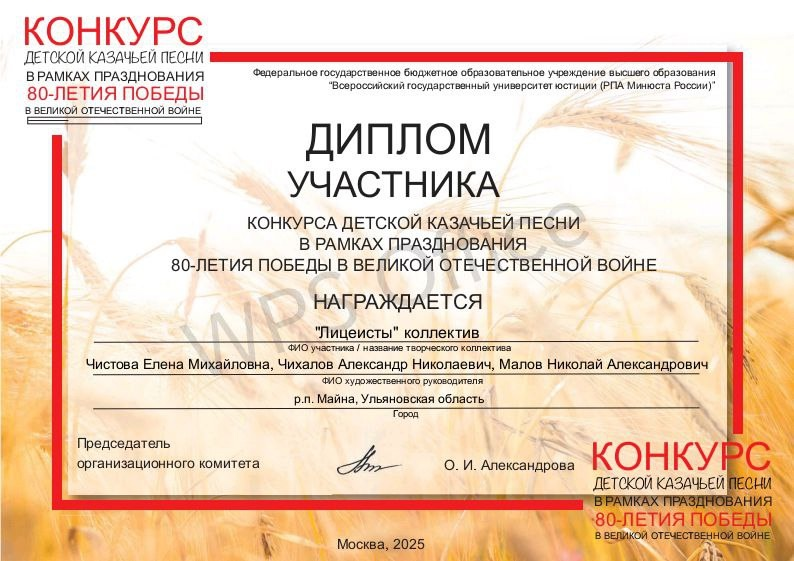 КОНКУРС
ДЕТСКОЙ КАЗАЧЬЕЙ ПЕСНИ
В РАМКАХ ПРАЗДНОВАНИЯ
80-ЛЕТИЯ ПОБЕДЫ
В ВЕЛИКОЙ ОТЕЧЕСТВЕННОЙ ВОЙНЕ
Федеральное государственное бюджетное образовательное учреждение высшего образования
"Всероссийский государственный университет юстиции (РПА Минюста России)"
ДИПЛОМ
УЧАСТНИКА
КОНКУРСА ДЕТСКОЙ КАЗАЧЬЕЙ ПЕСНИ
В РАМКАХ ПРАЗДНОВАНИЯ
80-ЛЕТИЯ ПОБЕДЫ В ВЕЛИКОЙ ОТЕЧЕСТВЕННОЙ ВОЙНЕ
НАГРАЖДАЕТСЯ
"Лицеисты" коллектив
ФИО участника / название творческого коллектива
Чистова Елена Михайловна, Чихалов Александр Николаевич, Малов Николай Александрович
ФИО художественного руководителя
р.п. Майна, Ульяновская область
Город
WPS Office
Председатель
организационного комитета
О. И. Александрова
КОНКУРС
ДЕТСКОЙ КАЗАЧЬЕЙ ПЕСНИ
В РАМКАХ ПРАЗДНОВАНИЯ
80-ЛЕТИЯ ПОБЕДЫ
В ВЕЛИКОЙ ОТЕЧЕСТВЕННОЙ ВОЙНЕ
Москва, 2025